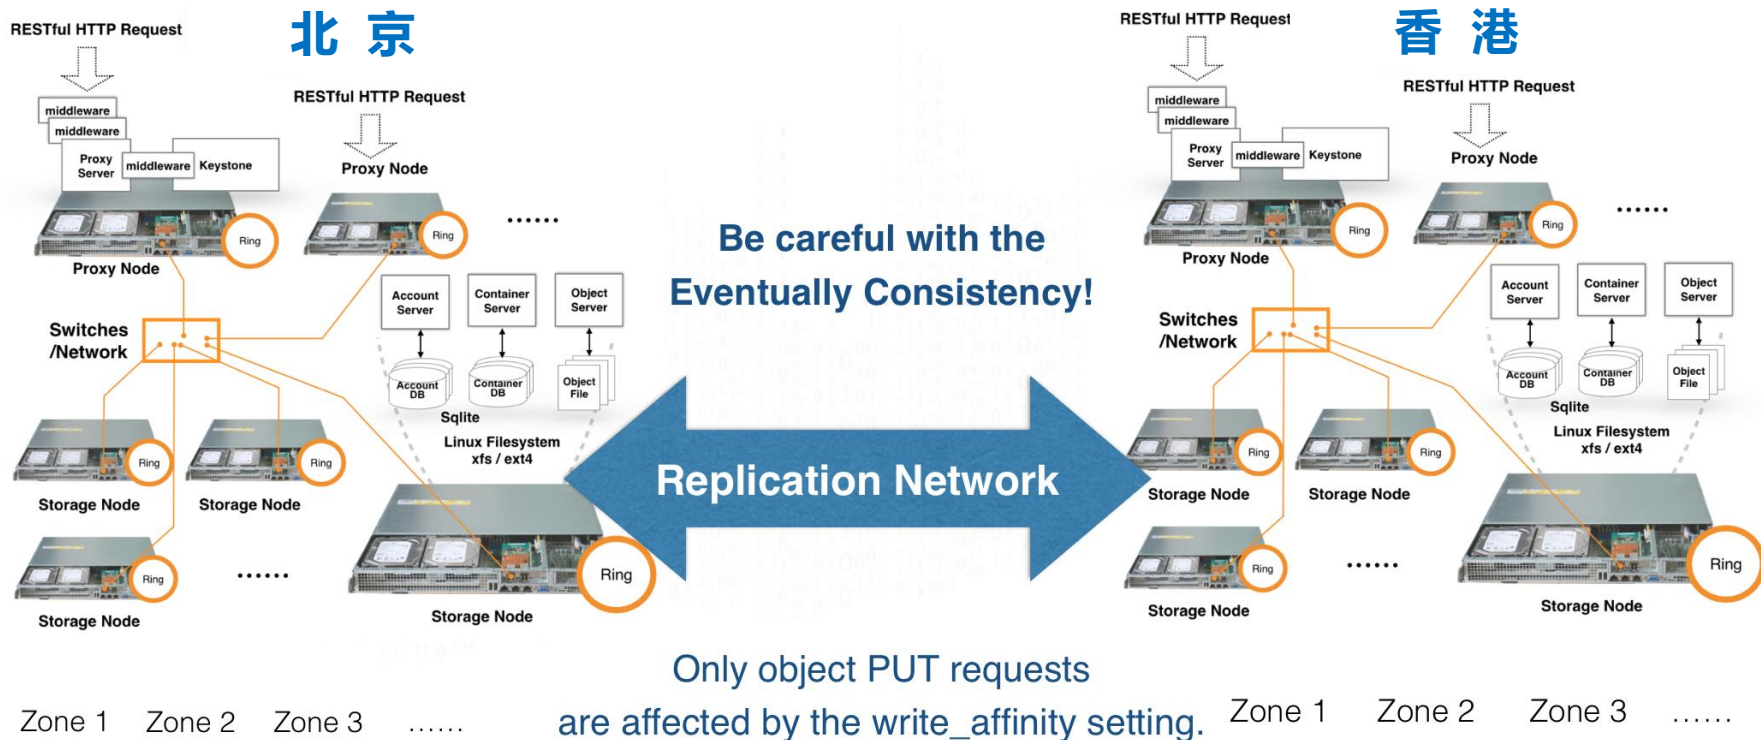 北 京
RESTful HTTP Request
middleware
middleware
Proxy
Server
middleware
Keystone
Ring
Proxy Node
RESTful HTTP Request
Proxy Node
Ring
......
Switches
/Network
Account
Server
Container
Server
Object
Server
Account
DB
Container
DB
Object
File
Sqlite
Linux Filesystem
xfs / ext4
Ring
Storage Node
Ring
Storage Node
Ring
Storage Node
......
Ring
Storage Node
Zone 1
Zone 2
Zone 3
......
Be careful with the
Eventually Consistency!
Replication Network
Only object PUT requests
are affected by the write_affinity setting.
香 港
RESTful HTTP Request
middleware
middleware
Proxy
Server
middleware
Keystone
Ring
Proxy Node
RESTful HTTP Request
Proxy Node
Ring
......
Switches
/Network
Account
Server
Container
Server
Object
Server
Account
DB
Container
DB
Object
File
Sqlite
Linux Filesystem
xfs / ext4
Ring
Storage Node
Ring
Storage Node
Ring
Storage Node
......
Ring
Storage Node
Zone 1
Zone 2
Zone 3
......